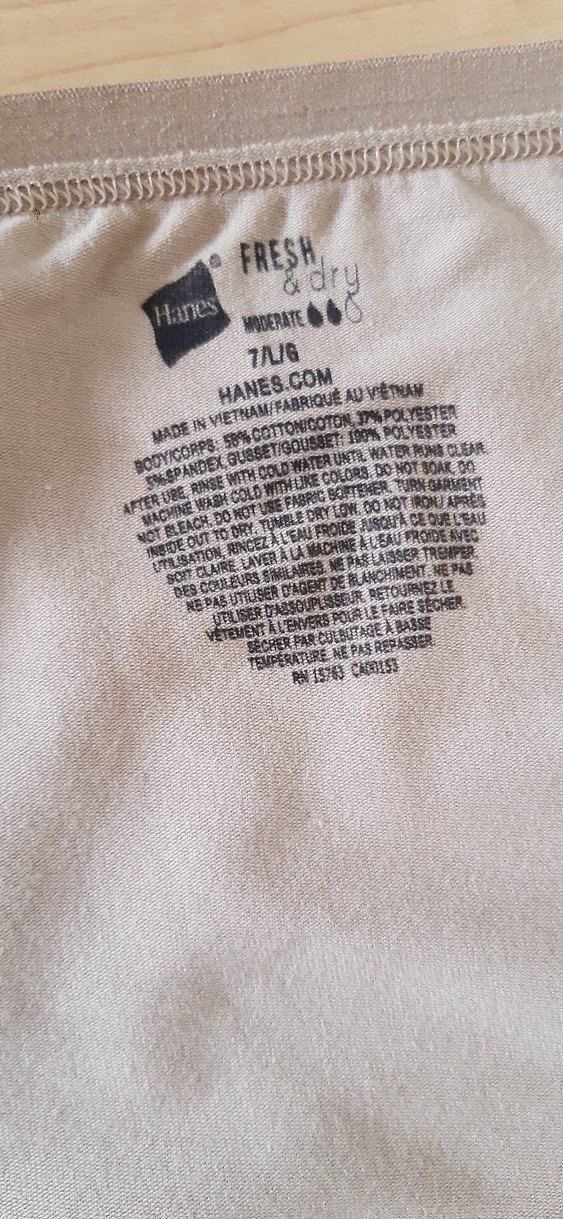 Hanes®
FRESH
& dry
MODERATE
7/L/G
HANES.COM
MADE IN VIETNAM/FABRIQUÉ AU VIÊTNAM
BODY/CORPS: 58% COTTON/COTON, 37% POLYESTER
5% SPANDEX, GUSSET/GOUSSET: 100% POLYESTER
AFTER USE, RINSE WITH COLD WATER UNTIL WATER RUNS CLEAR.
MACHINE WASH COLD WITH LIKE COLORS. DO NOT SOAK. DO
NOT BLEACH. DO NOT USE FABRIC SOFTENER. TURN GARMENT
INSIDE OUT TO DRY. TUMBLE DRY LOW. DO NOT IRON / APRÈS
UTILISATION, RINCEZ À L'EAU FROIDE JUSQU'À CE QUE L'EAU
SOIT CLAIRE. LAVER À LA MACHINE À L'EAU FROIDE AVEC
DES COULEURS SIMILAIRES. NE PAS LAISSER TREMPER.
NE PAS UTILISER D'AGENT DE BLANCHIMENT. NE PAS
UTILISER D'ASSOUPLISSEUR. RETOURNEZ LE
VÊTEMENT À L'ENVERS POUR LE FAIRE SÉCHER.
SÉCHER PAR CULBUTAGE À BASSE
TEMPÉRATURE. NE PAS REPASSER.
RN 15763 CA00153